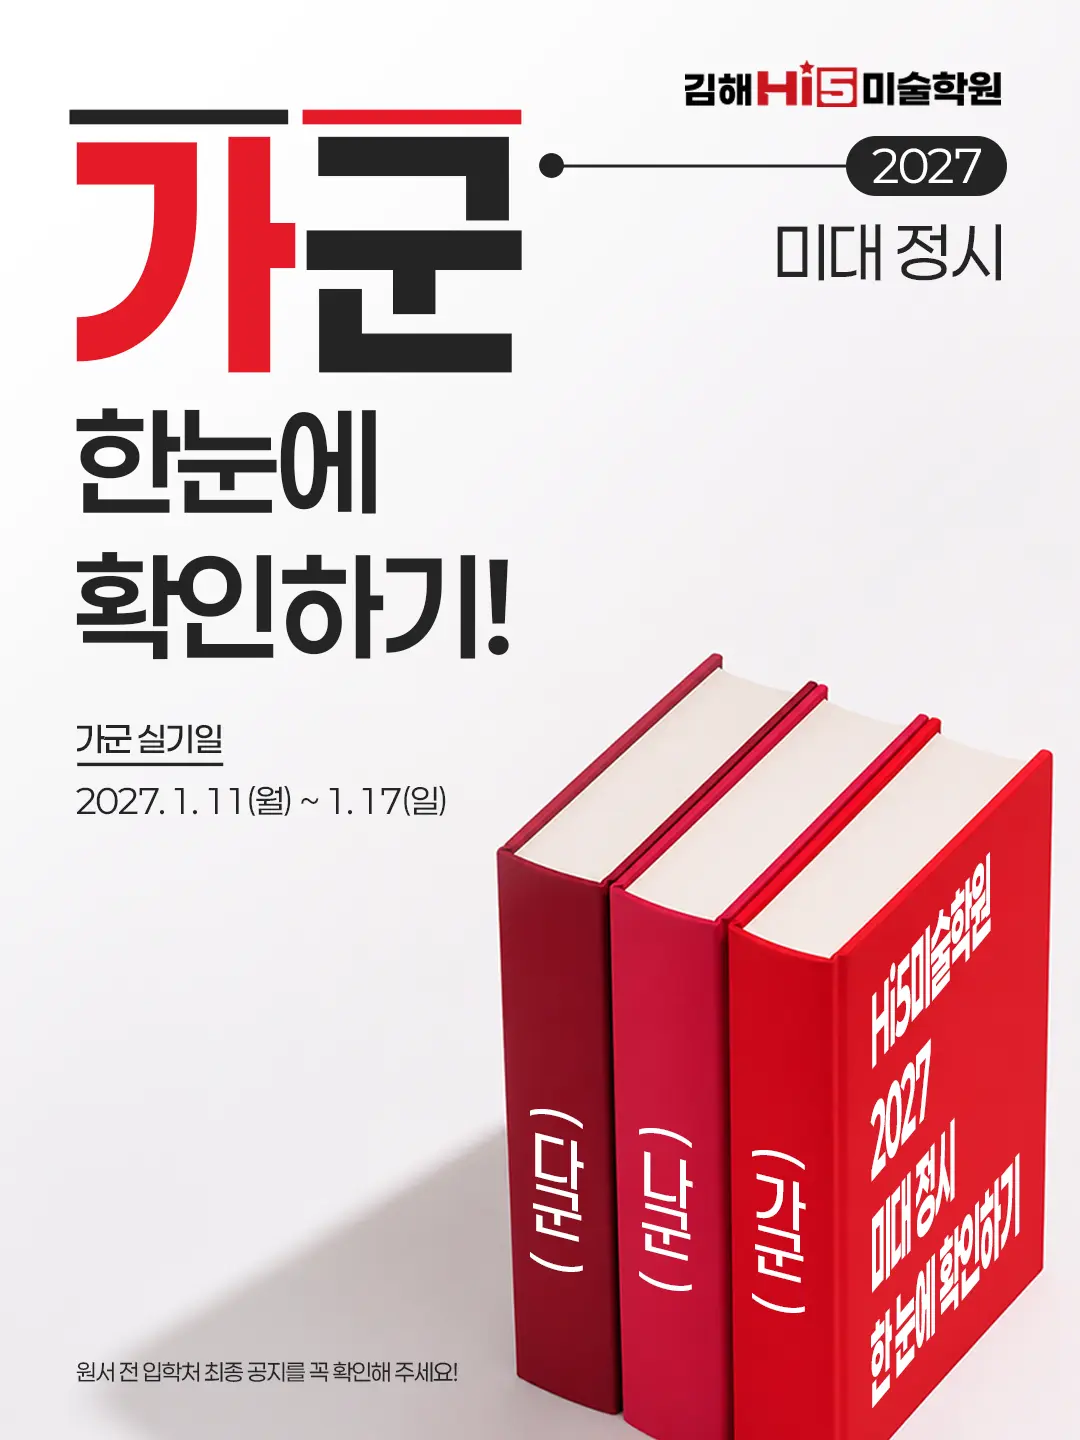 김해Hi5미술학원
2027
미대 정시
가군
한눈에
확인하기!
가군 실기일
2027. 1. 11(월) ~ 1. 17(일)
(다군)
(나군)
(가군)
Hi5미술학원
2027
미대 정시
한눈에 확인하기
원서 전 입학처 최종 공지를 꼭 확인해 주세요!